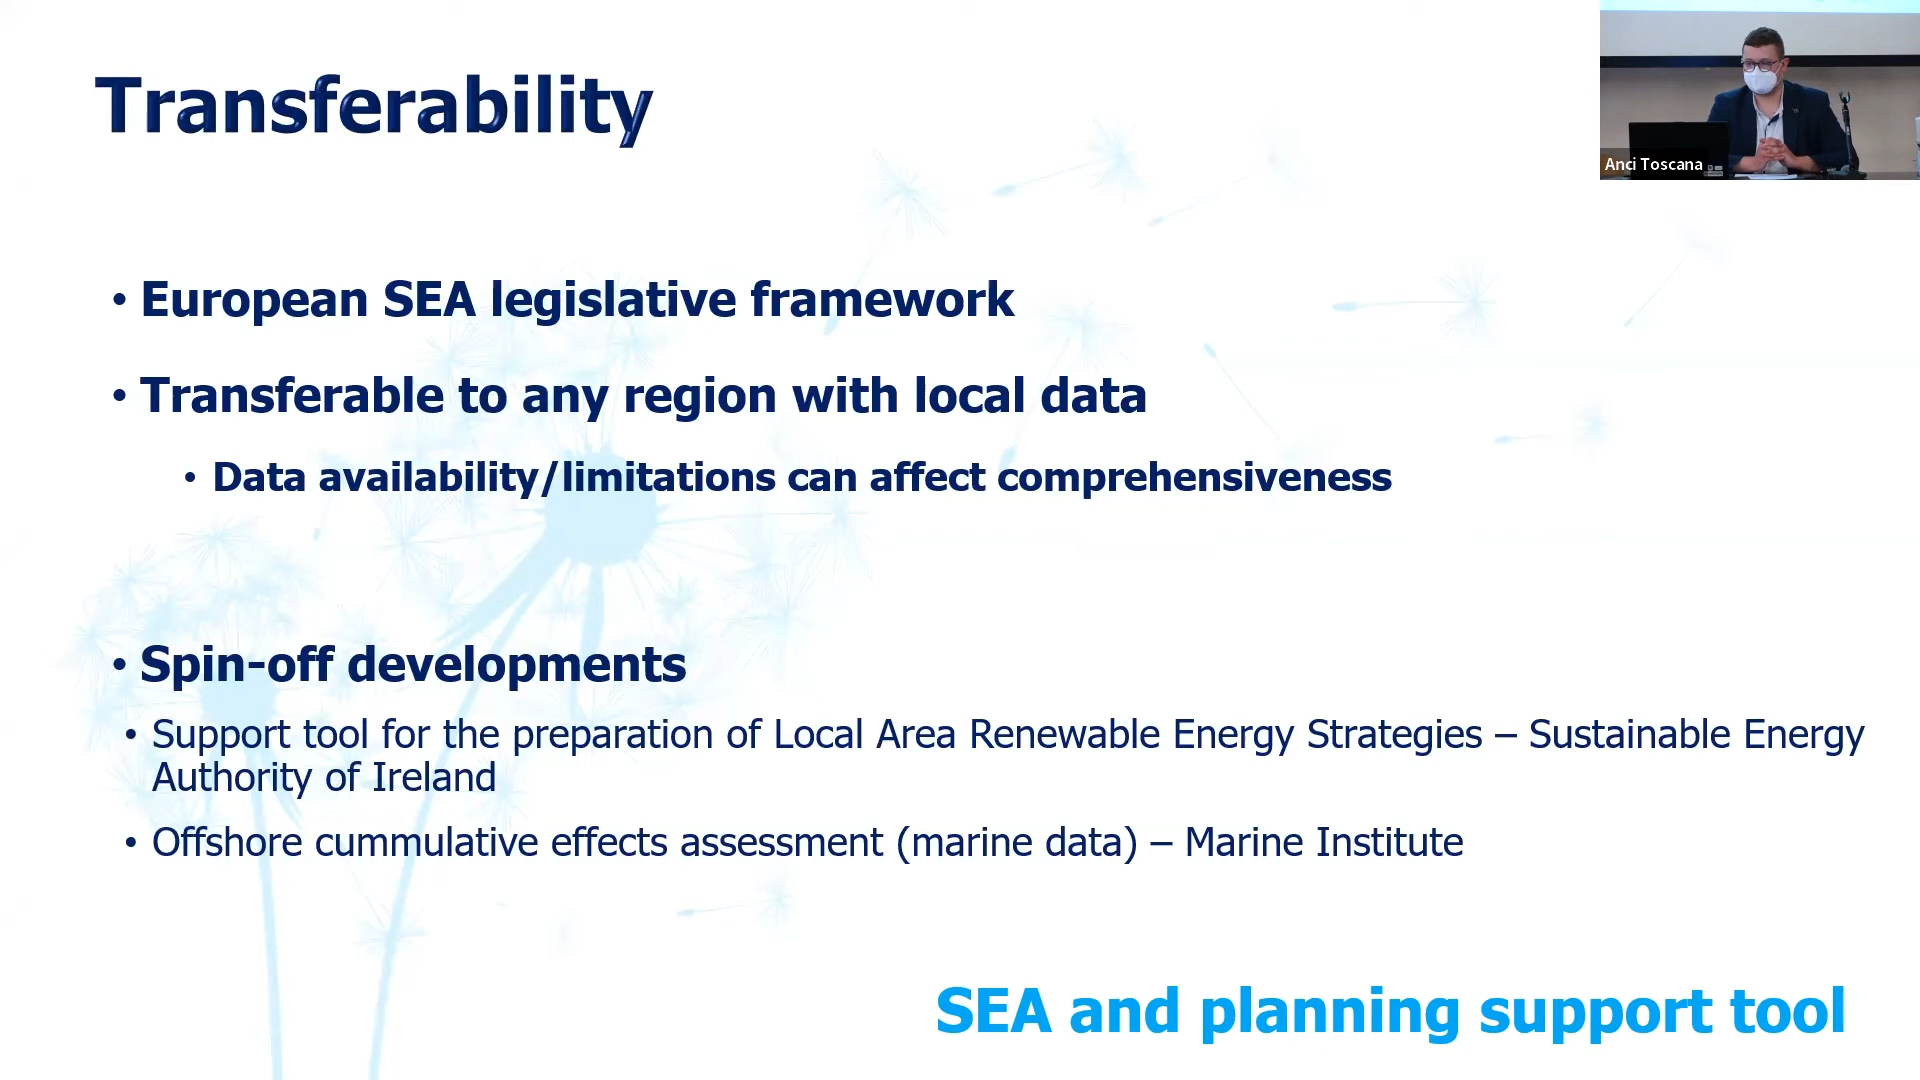 Transferability
Anci Toscana
• European SEA legislative framework
• Transferable to any region with local data
• Data availability/limitations can affect comprehensiveness
• Spin-off developments
• Support tool for the preparation of Local Area Renewable Energy Strategies – Sustainable Energy
Authority of Ireland
• Offshore cummulative effects assessment (marine data) – Marine Institute
SEA and planning support tool